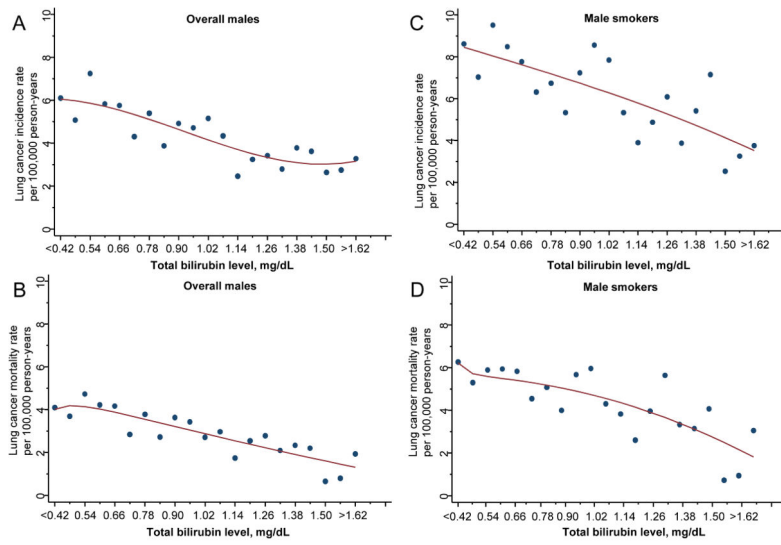 A
Overall males
Lung cancer incidence rate
per 100,000 person-years
10
8
6
4
2
0
<0.42 0.54 0.66 0.78 0.90 1.02 1.14 1.26 1.38 1.50 >1.62
Total bilirubin level, mg/dL
C
Male smokers
Lung cancer incidence rate
per 100,000 person-years
10
8
6
4
2
0
<0.42 0.54 0.66 0.78 0.90 1.02 1.14 1.26 1.38 1.50 >1.62
Total bilirubin level, mg/dL
B
Overall males
Lung cancer mortality rate
per 100,000 person-years
10
8
6
4
2
0
<0.42 0.54 0.66 0.78 0.90 1.02 1.14 1.26 1.38 1.50 >1.62
Total bilirubin level, mg/dL
D
Male smokers
Lung cancer mortality rate
per 100,000 person-years
10
8
6
4
2
0
<0.42 0.54 0.66 0.78 0.90 1.02 1.14 1.26 1.38 1.50 >1.62
Total bilirubin level, mg/dL